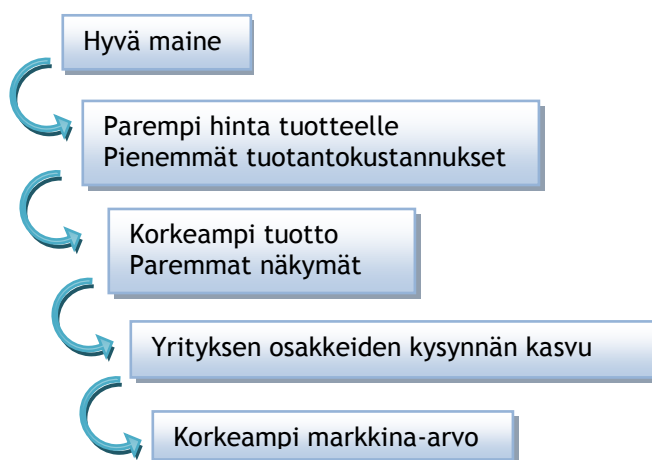 Hyvä maine
Parempi hinta tuotteelle
Pienemmät tuotantokustannukset
Korkeampi tuotto
Paremmat näkymät
Yrityksen osakkeiden kysynnän kasvu
Korkeampi markkina-arvo